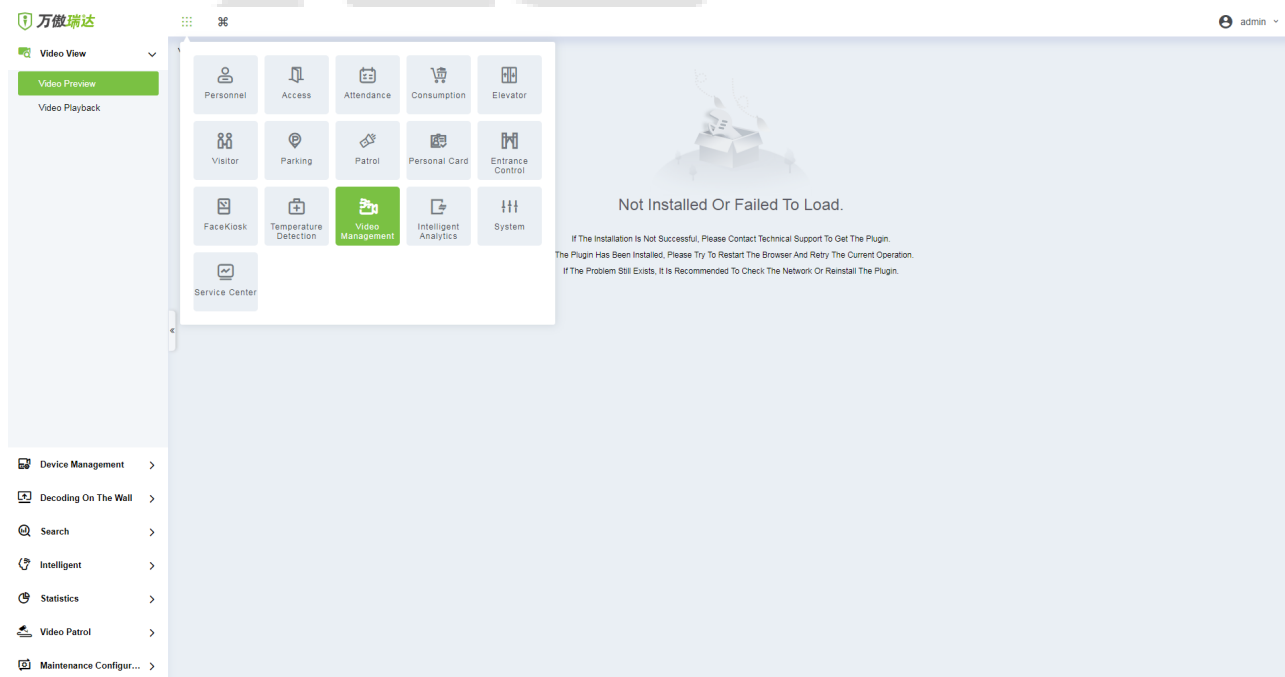 万傲瑞达
admin
Video View
Video Preview
Video Playback
Device Management
Decoding On The Wall
Search
Intelligent
Statistics
Video Patrol
Maintenance Configur...
Personnel
Access
Attendance
Consumption
Elevator
Visitor
Parking
Patrol
Personal Card
Entrance
Control
FaceKiosk
Temperature
Detection
Video
Management
Intelligent
Analytics
System
Service Center
Not Installed Or Failed To Load.
If The Installation Is Not Successful, Please Contact Technical Support To Get The Plugin.
The Plugin Has Been Installed, Please Try To Restart The Browser And Retry The Current Operation.
If The Problem Still Exists, It Is Recommended To Check The Network Or Reinstall The Plugin.